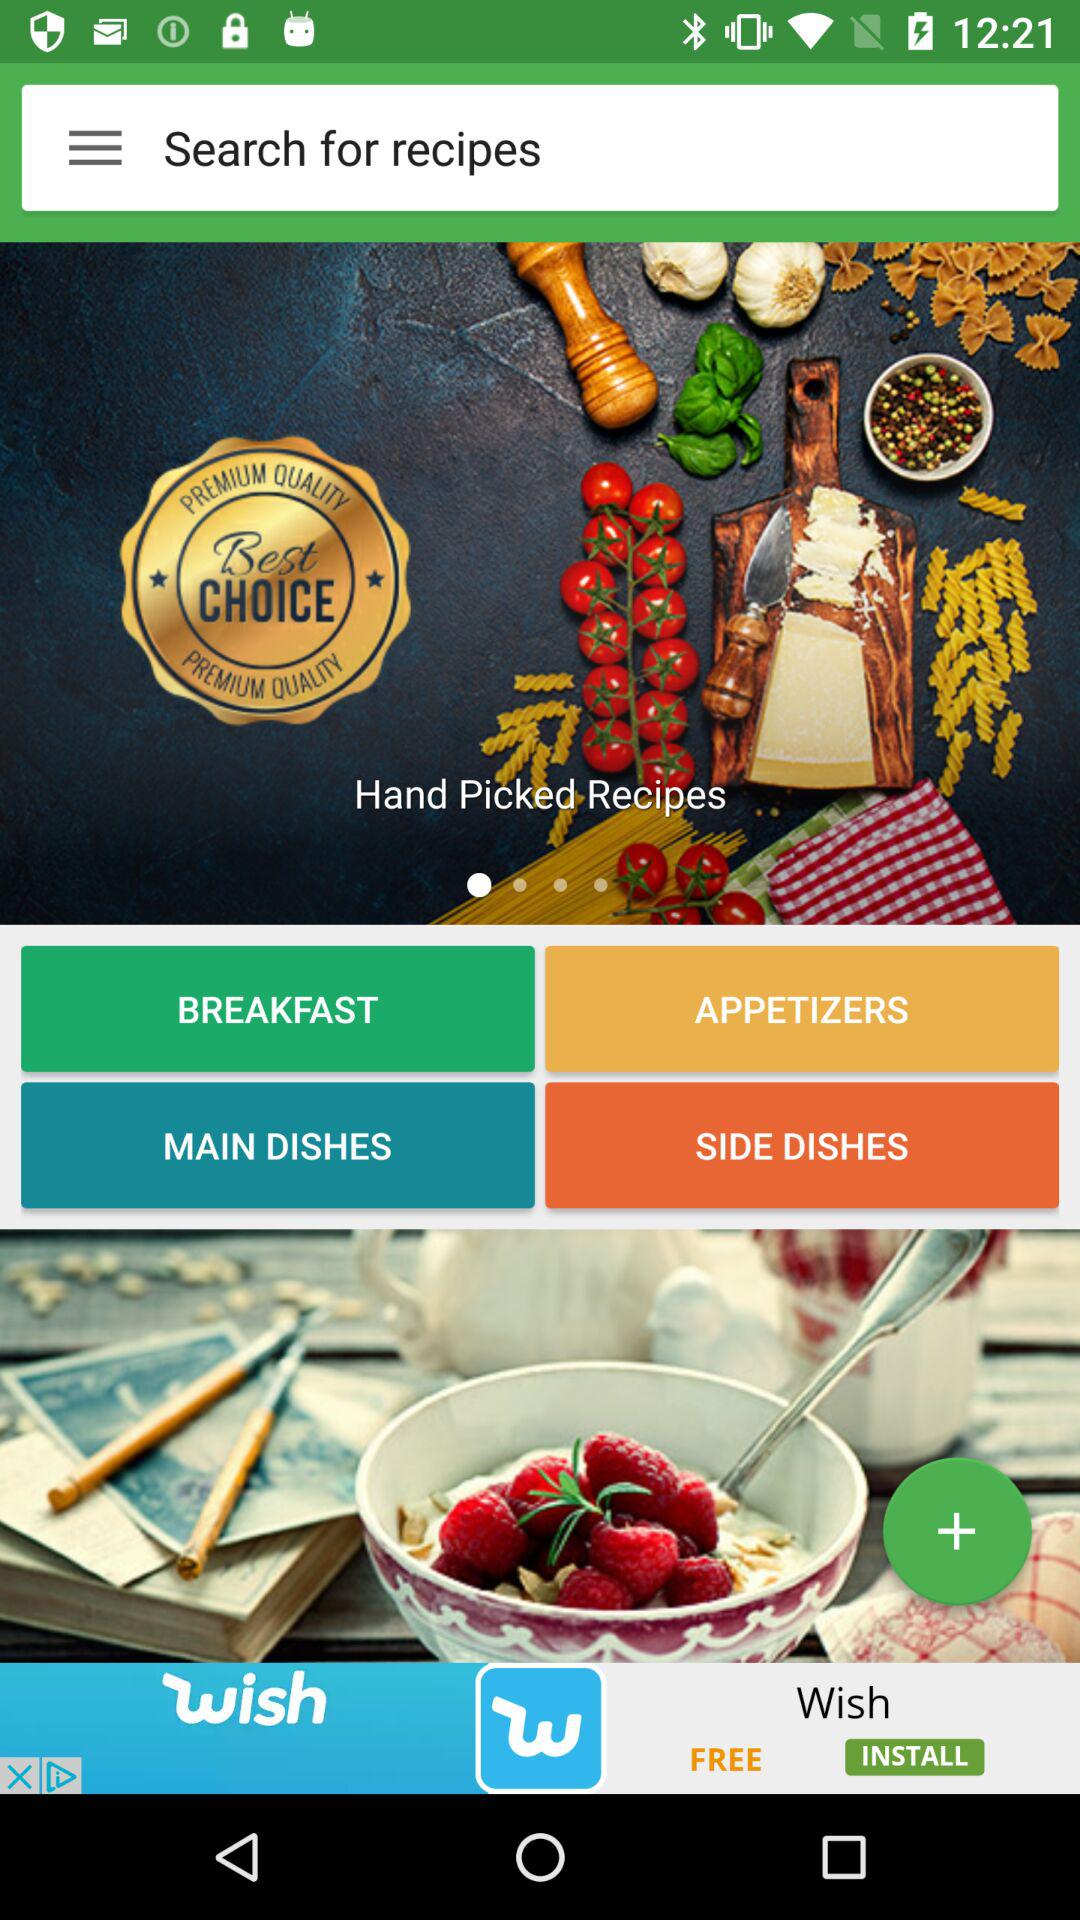 12:21
Search for recipes
PREMIUM QUALITY
Best
CHOICE
PREMIUM QUALITY
Hand Picked Recipes
BREAKFAST
APPETIZERS
MAIN DISHES
SIDE DISHES
+
wish
w
Wish
FREE
INSTALL